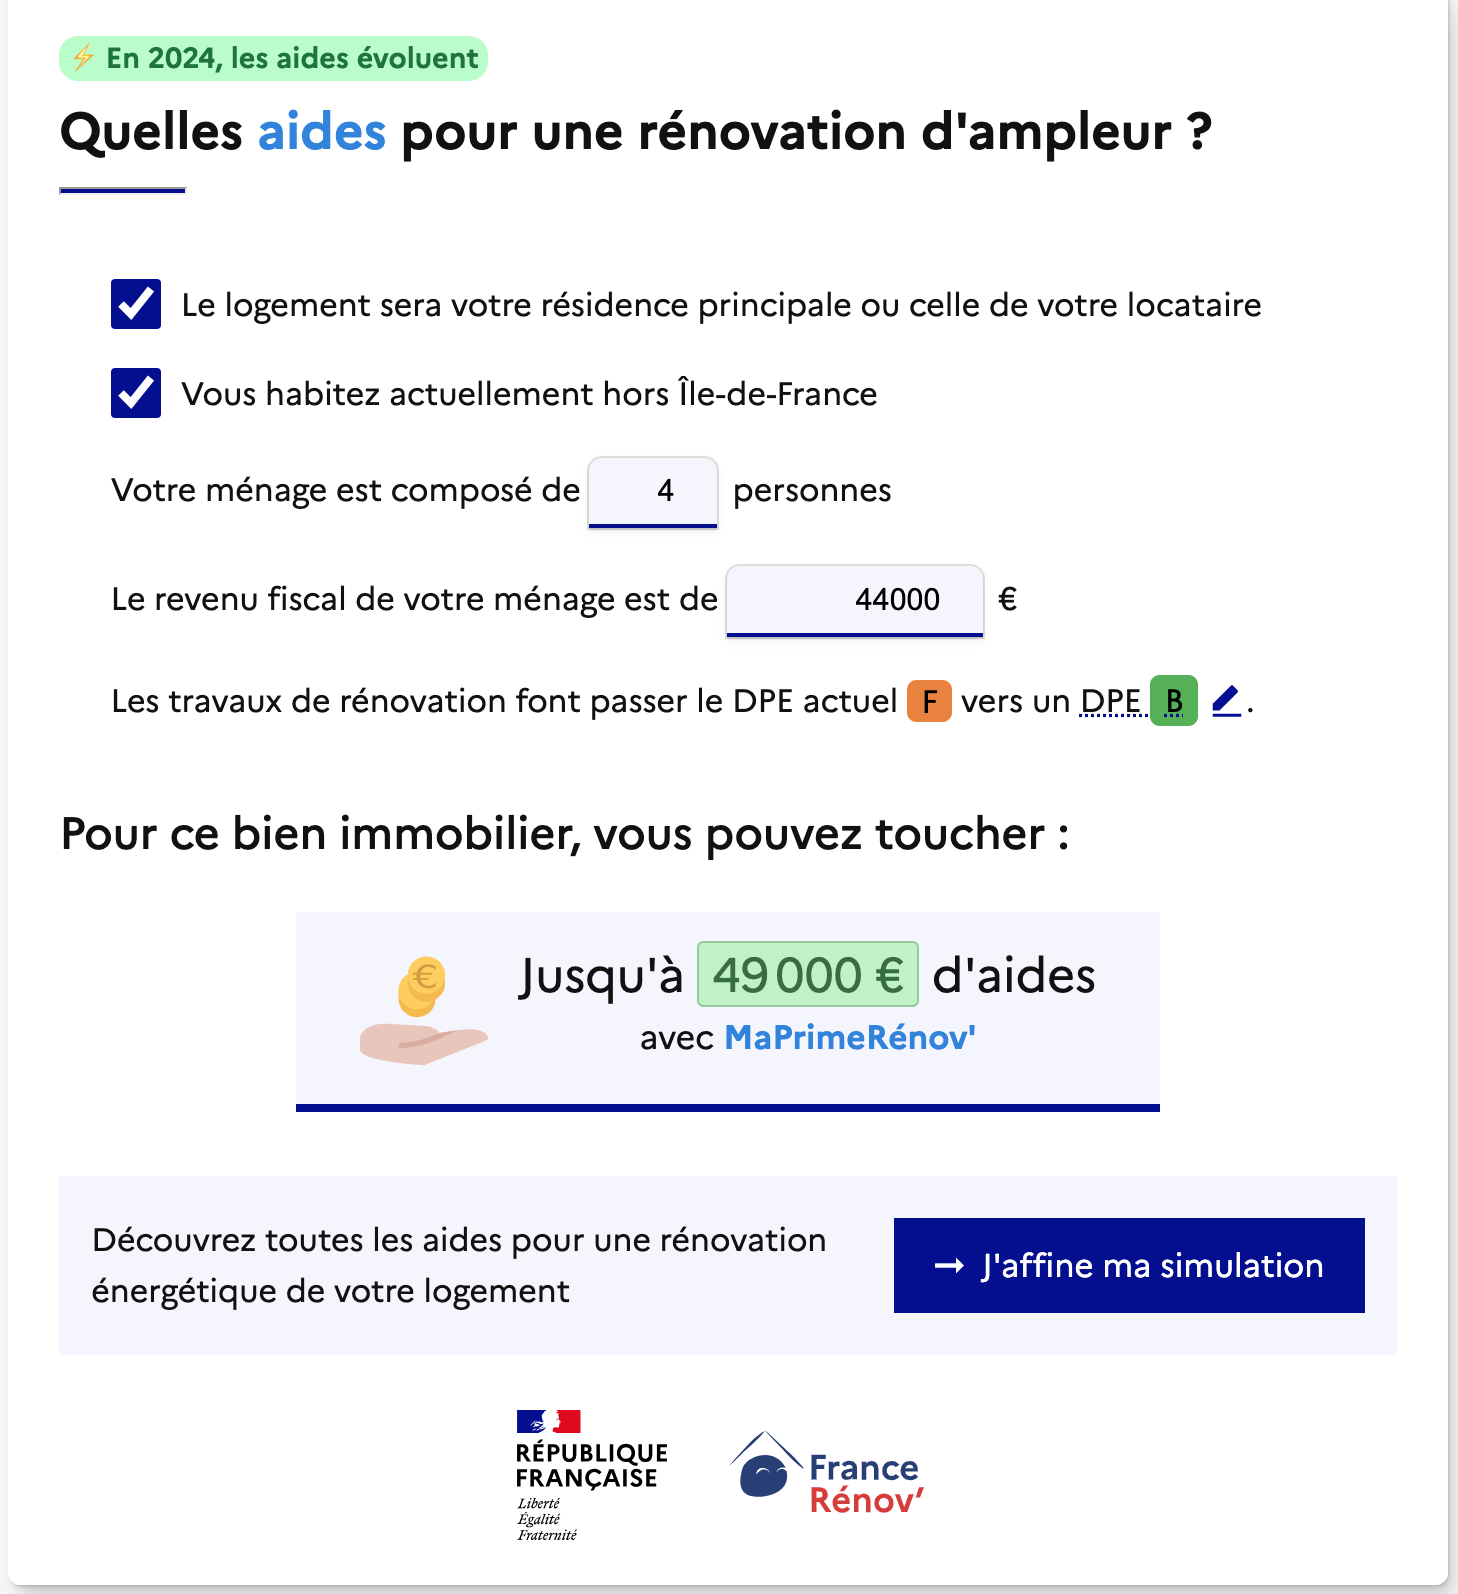 ⚡ En 2024, les aides évoluent
Quelles aides pour une rénovation d'ampleur ?
Le logement sera votre résidence principale ou celle de votre locataire
Vous habitez actuellement hors Île-de-France
Votre ménage est composé de 4 personnes
Le revenu fiscal de votre ménage est de 44000 €
Les travaux de rénovation font passer le DPE actuel F vers un DPE B .
Pour ce bien immobilier, vous pouvez toucher :
Jusqu'à 49 000 € d'aides
avec MaPrimeRénov'
Découvrez toutes les aides pour une rénovation
énergétique de votre logement
→ J'affine ma simulation
RÉPUBLIQUE
FRANÇAISE
Liberté
Égalité
Fraternité
France
Rénov’